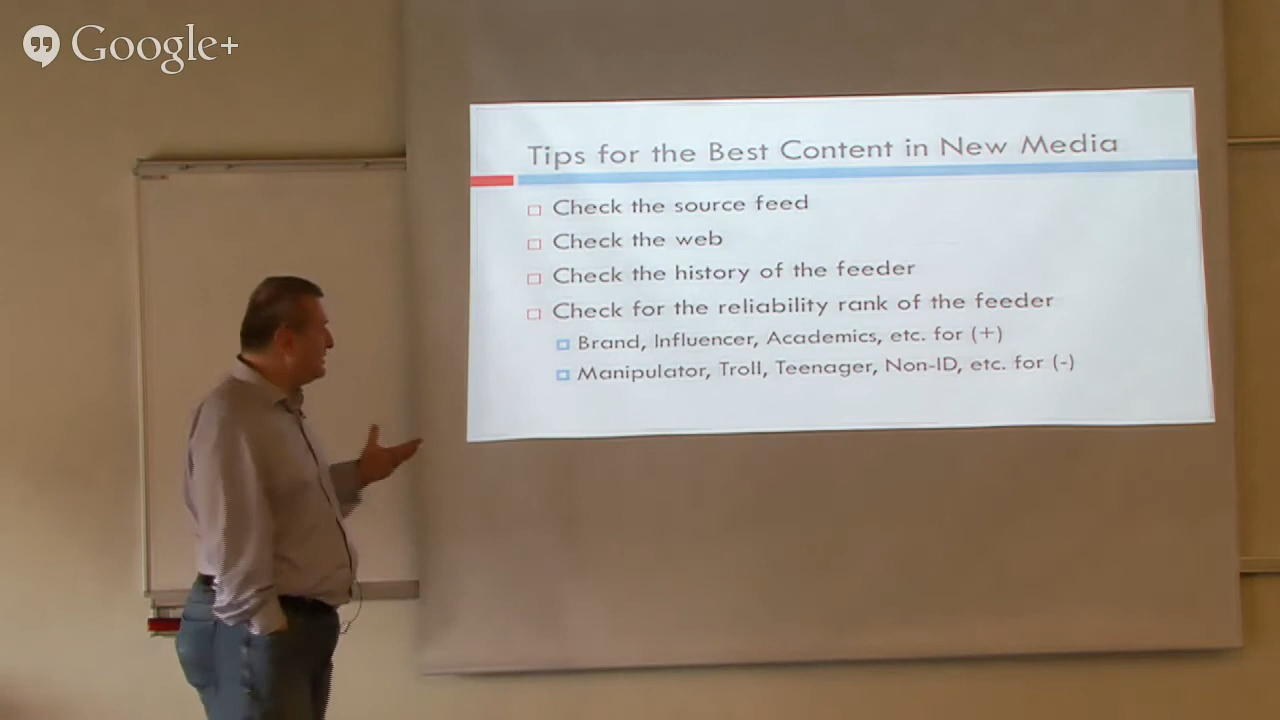 Google+
Tips for the Best Content in New Media
Check the source feed
Check the web
Check the history of the feeder
Check for the reliability rank of the feeder
Brand, Influencer, Academics, etc. for (+)
Manipulator, Troll, Teenager, Non-ID, etc. for (-)